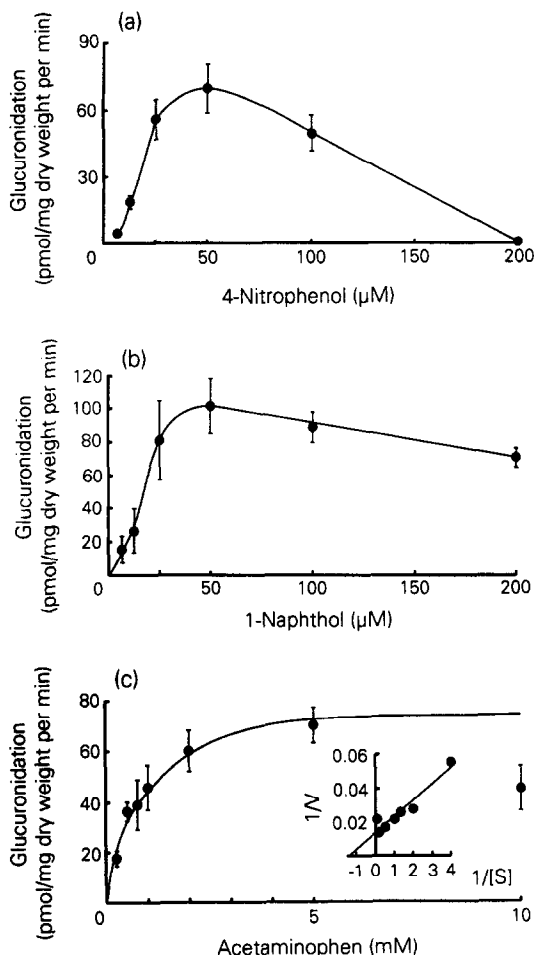 (a)
Glucuronidation
(pmol/mg dry weight per min)
90
60
30
0
50
100
150
200
4-Nitrophenol (μM)
(b)
Glucuronidation
(pmol/mg dry weight per min)
120
100
80
60
40
20
0
50
100
150
200
1-Naphthol (μM)
(c)
Glucuronidation
(pmol/mg dry weight per min)
80
60
40
20
0
5
10
Acetaminophen (mM)
1/V
0.06
0.04
0.02
-1 0 1 2 3 4
1/[S]